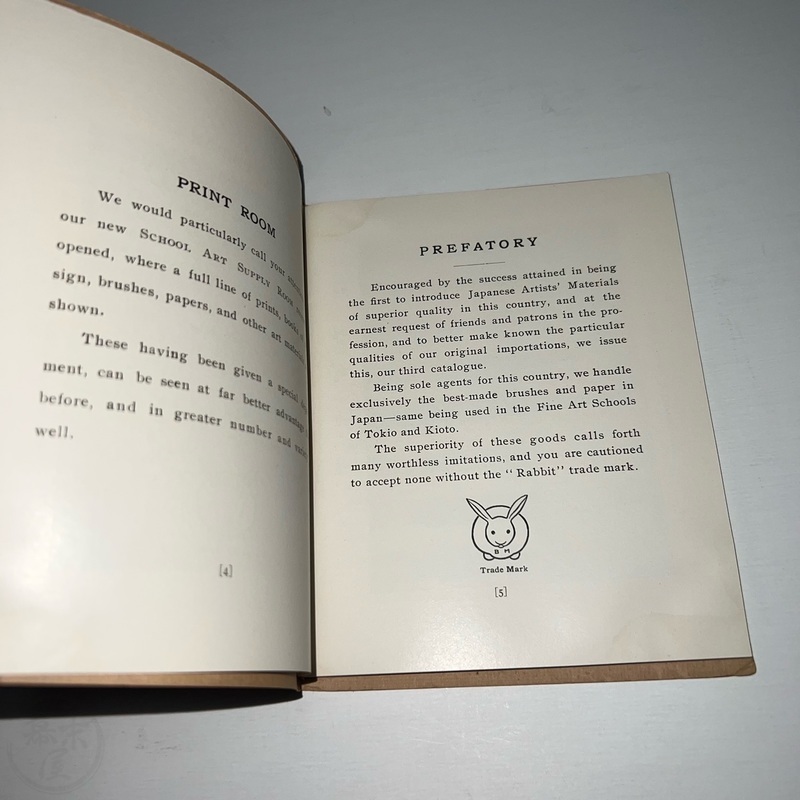 PRINT ROOM
We would particularly call your
our new SCHOOL ART SUPPLY ROOM
opened, where a full line of prints, books
sign, brushes, papers, and other art materials
shown.
These having been given a special
ment, can be seen at far better advantage
before, and in greater number and
well.
[4]
PREFATORY
Encouraged by the success attained in being
the first to introduce Japanese Artists' Materials
of superior quality in this country, and at the
earnest request of friends and patrons in the pro-
fession, and to better make known the particular
qualities of our original importations, we issue
this, our third catalogue.
Being sole agents for this country, we handle
exclusively the best-made brushes and paper in
Japan—same being used in the Fine Art Schools
of Tokio and Kioto.
The superiority of these goods calls forth
many worthless imitations, and you are cautioned
to accept none without the "Rabbit" trade mark.
B M
Trade Mark
[5]